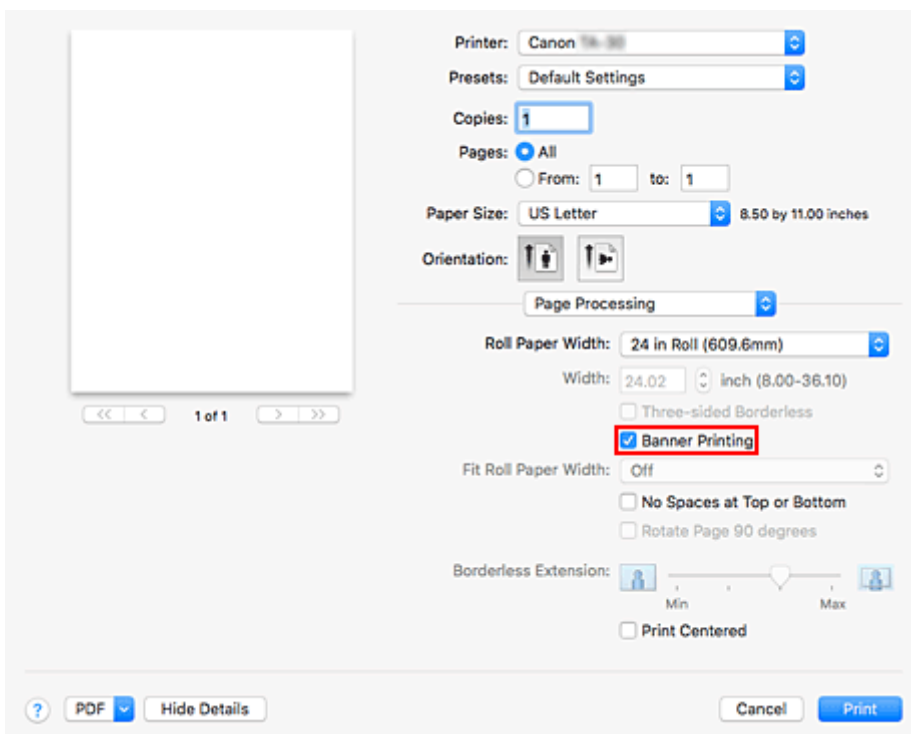 Printer: Canon
Presets: Default Settings
Copies: 1
Pages: All
From: 1 to: 1
Paper Size: US Letter 8.50 by 11.00 inches
Orientation:
Page Processing
Roll Paper Width: 24 in Roll (609.6mm)
Width: 24.02 inch (8.00-36.10)
Three-sided Borderless
<< < 1 of 1 > >>
Banner Printing
Fit Roll Paper Width: Off
No Spaces at Top or Bottom
Rotate Page 90 degrees
Borderless Extension:
Min Max
Print Centered
? PDF Hide Details Cancel Print